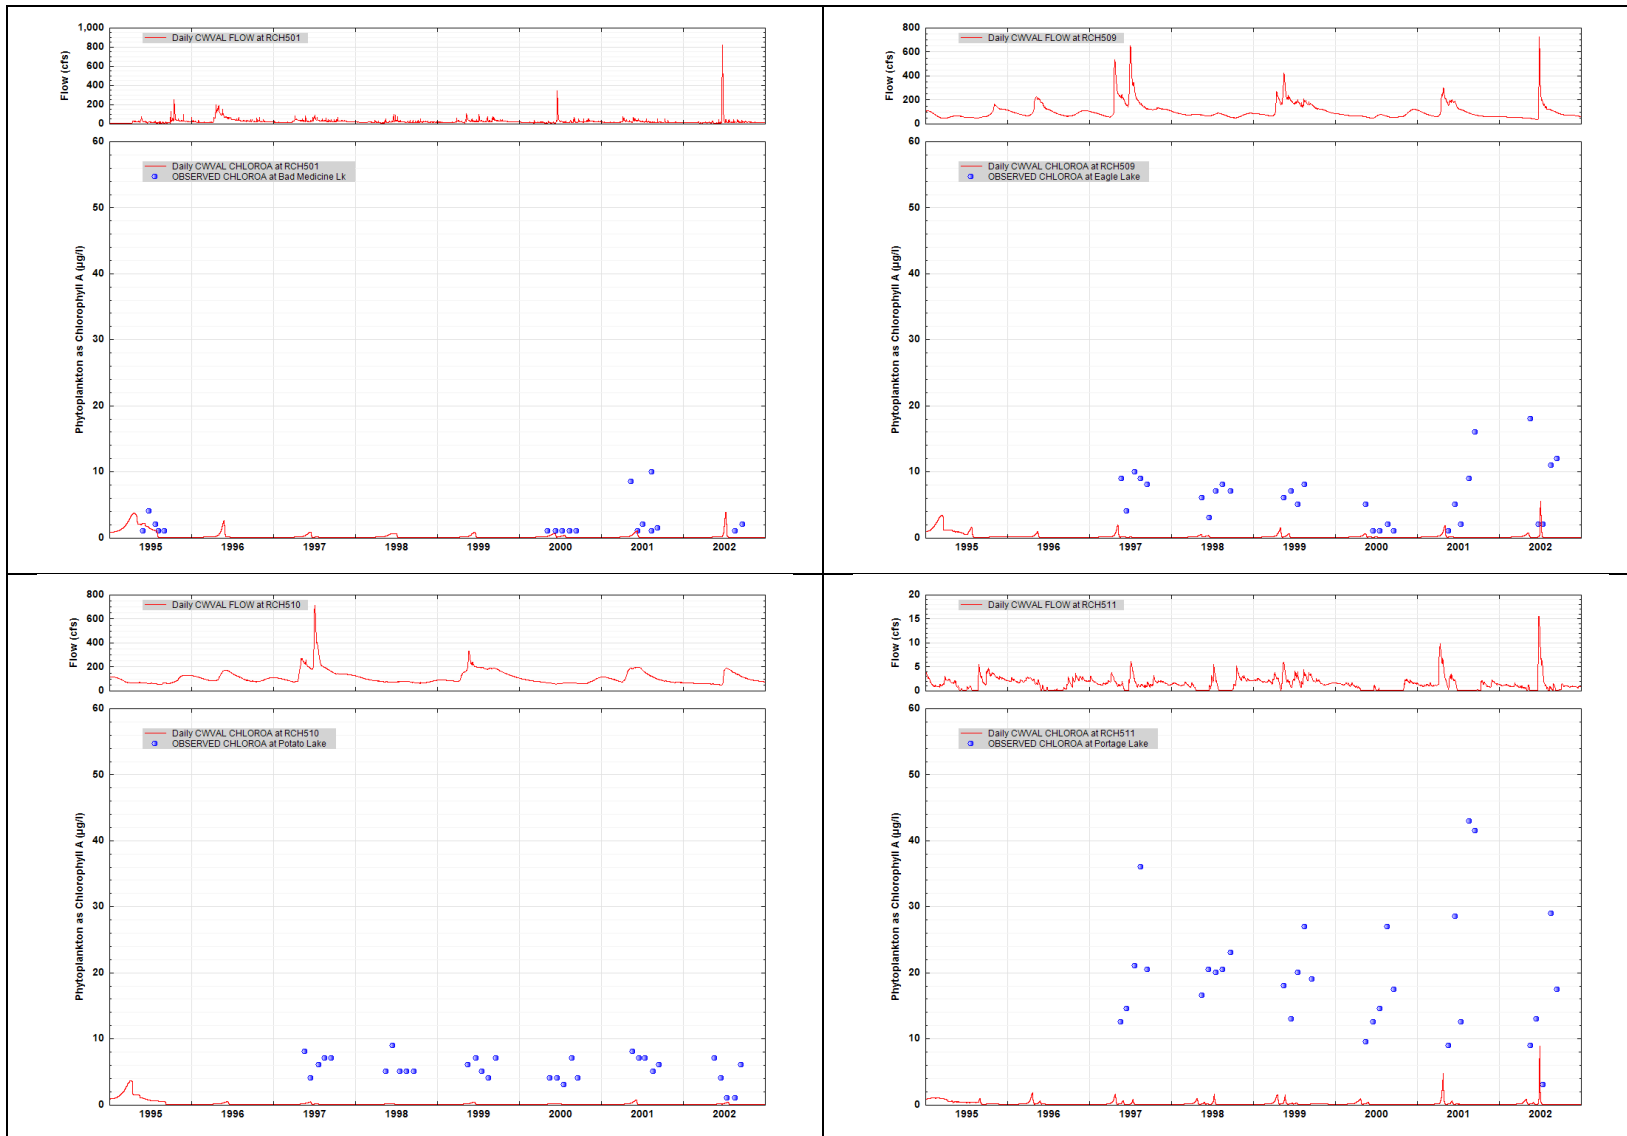 1,000
800
600
400
200
0
Flow (cfs)
Daily CWVAL FLOW at RCH501
60
50
40
30
20
10
0
Phytoplankton as Chlorophyll A (µg/l)
Daily CWVAL CHLOROA at RCH501
OBSERVED CHLOROA at Bad Medicine Lk
1995 1996 1997 1998 1999 2000 2001 2002
800
600
400
200
0
Flow (cfs)
Daily CWVAL FLOW at RCH509
60
50
40
30
20
10
0
Phytoplankton as Chlorophyll A (µg/l)
Daily CWVAL CHLOROA at RCH509
OBSERVED CHLOROA at Eagle Lake
1995 1996 1997 1998 1999 2000 2001 2002
800
600
400
200
0
Flow (cfs)
Daily CWVAL FLOW at RCH510
60
50
40
30
20
10
0
Phytoplankton as Chlorophyll A (µg/l)
Daily CWVAL CHLOROA at RCH510
OBSERVED CHLOROA at Potato Lake
1995 1996 1997 1998 1999 2000 2001 2002
20
15
10
5
0
Flow (cfs)
Daily CWVAL FLOW at RCH511
60
50
40
30
20
10
0
Phytoplankton as Chlorophyll A (µg/l)
Daily CWVAL CHLOROA at RCH511
OBSERVED CHLOROA at Portage Lake
1995 1996 1997 1998 1999 2000 2001 2002